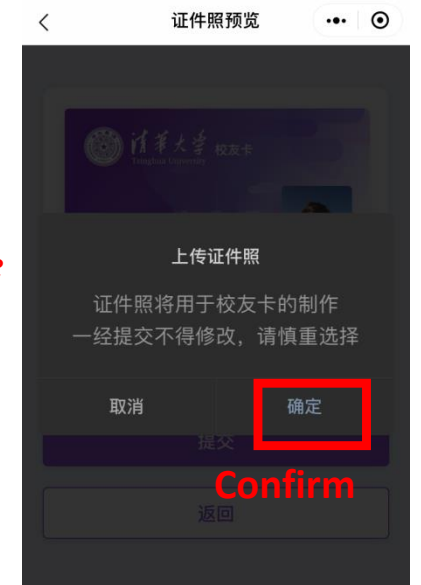 证件照预览
清华大学 校友卡
Tsinghua University
上传证件照
证件照将用于校友卡的制作
一经提交不得修改，请慎重选择
取消
确定
提交
Confirm
返回